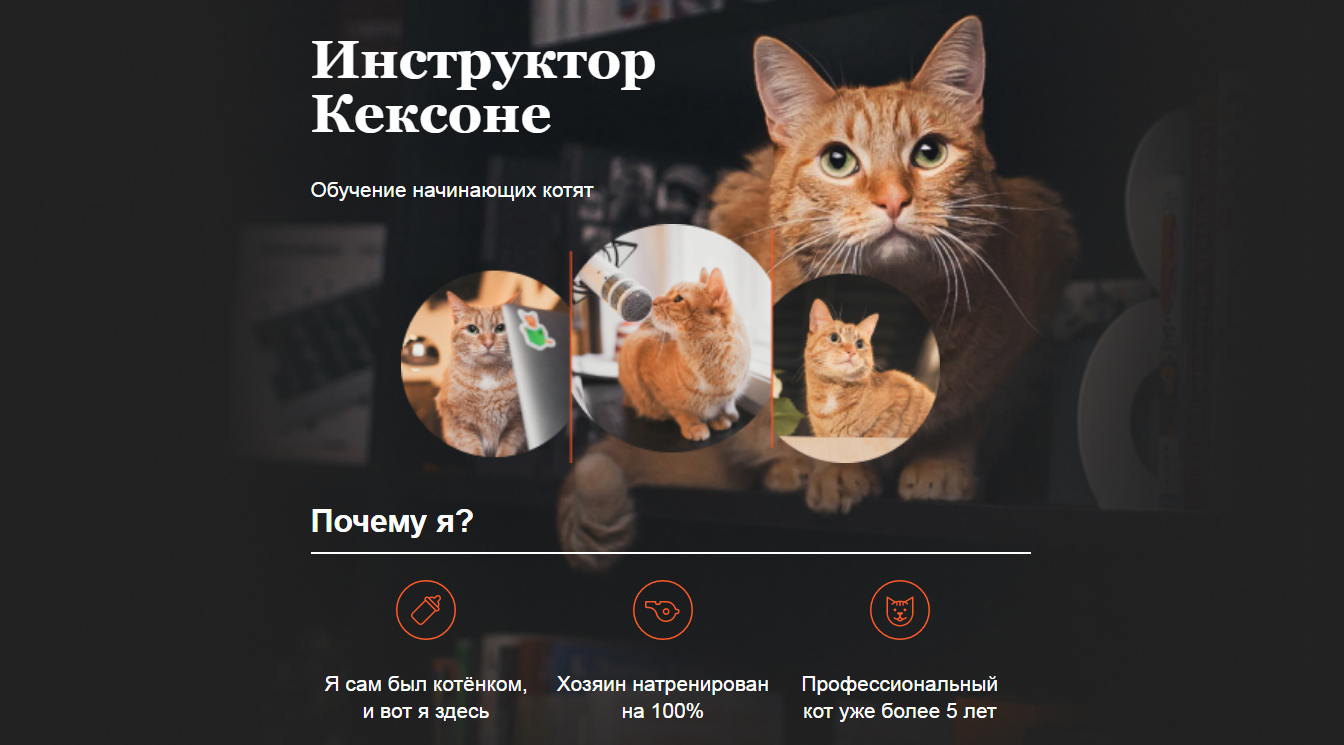 Инструктор
Кексоне
Обучение начинающих котят
Почему я?
Я сам был котёнком,
и вот я здесь
Хозяин натренирован
на 100%
Профессиональный
кот уже более 5 лет